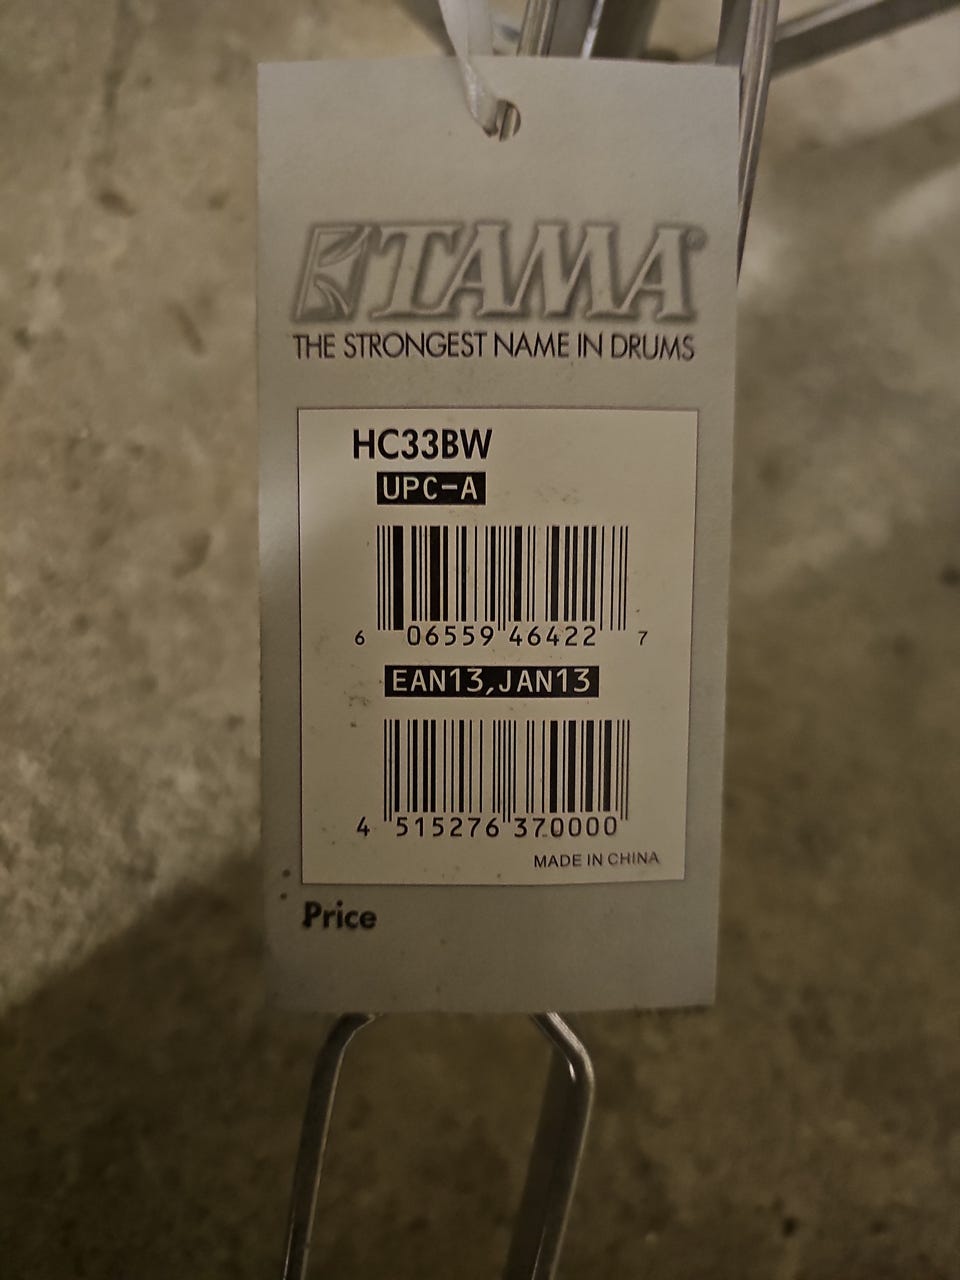 TAMA®
THE STRONGEST NAME IN DRUMS
HC33BW
UPC-A
6 06559 46422 7
EAN13,JAN13
4 515276 370000
MADE IN CHINA
Price